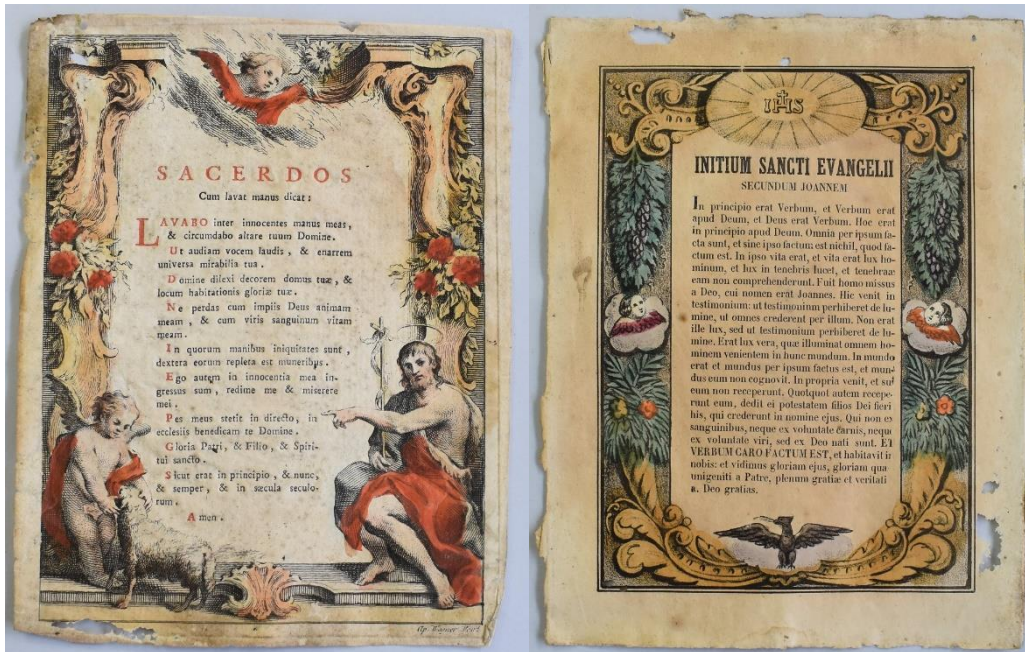 SACERDOS
Cum lavat manus dicat:
LAVABO inter innocentes manus meas,
& circumdabo altare tuum Domine.
Ut audiam vocem laudis, & enarrem
universa mirabilia tua.
Domine dilexi decorem domus tuæ, &
locum habitationis gloriæ tuæ.
Ne perdas cum impiis Deus animam
meam, & cum viris sanguinum vitam
meam.
In quorum manibus iniquitates sunt,
dextera eorum repleta est muneribus.
Ego autem in innocentia mea in-
gressus sum, redime me & miserere
mei.
Pes meus stetit in directo, in
ecclesiis benedicam te Domine.
Gloria Patri, & Filio, & Spiri-
tui sancto.
Sicut erat in principio, & nunc,
& semper, & in sæcula seculo-
rum.
Amen.
IHS
INITIUM SANCTI EVANGELII
SECUNDUM JOANNEM
In principio erat Verbum, et Verbum erat
apud Deum, et Deus erat Verbum. Hoc erat
in principio apud Deum. Omnia per ipsum fa-
cta sunt, et sine ipso factum est nichil, quod fa-
ctum est. In ipso vita erat, et vita erat lux ho-
minum, et lux in tenebris lucet, et tenebræ
eam non comprehenderunt. Fuit homo missus
a Deo, cui nomen erat Joannes. Hic venit in
testimonium: ut testimonium perhiberet de lu-
mine, ut omnes crederent per illum. Non erat
ille lux, sed ut testimonium perhiberet de lu-
mine. Erat lux vera, quæ illuminat omnem ho-
minem venientem in hunc mundum. In mundo
erat et mundus per ipsum factus est, et mun-
dus eum non cognovit. In propria venit, et sui
eum non receperunt. Quotquot autem recepe-
runt eum, dedit ei potestatem filios Dei fieri
his, qui crederunt in nomine ejus. Qui non ex
sanguinibus, neque ex voluntate carnis, neque
ex voluntate viri, sed ex Deo nati sunt. ET
VERBUM CARO FACTUM EST, et habitavit in
nobis: et vidimus gloriam ejus, gloriam qua
unigeniti a Patre, plenum gratiæ et veritati
s. Deo gratias.